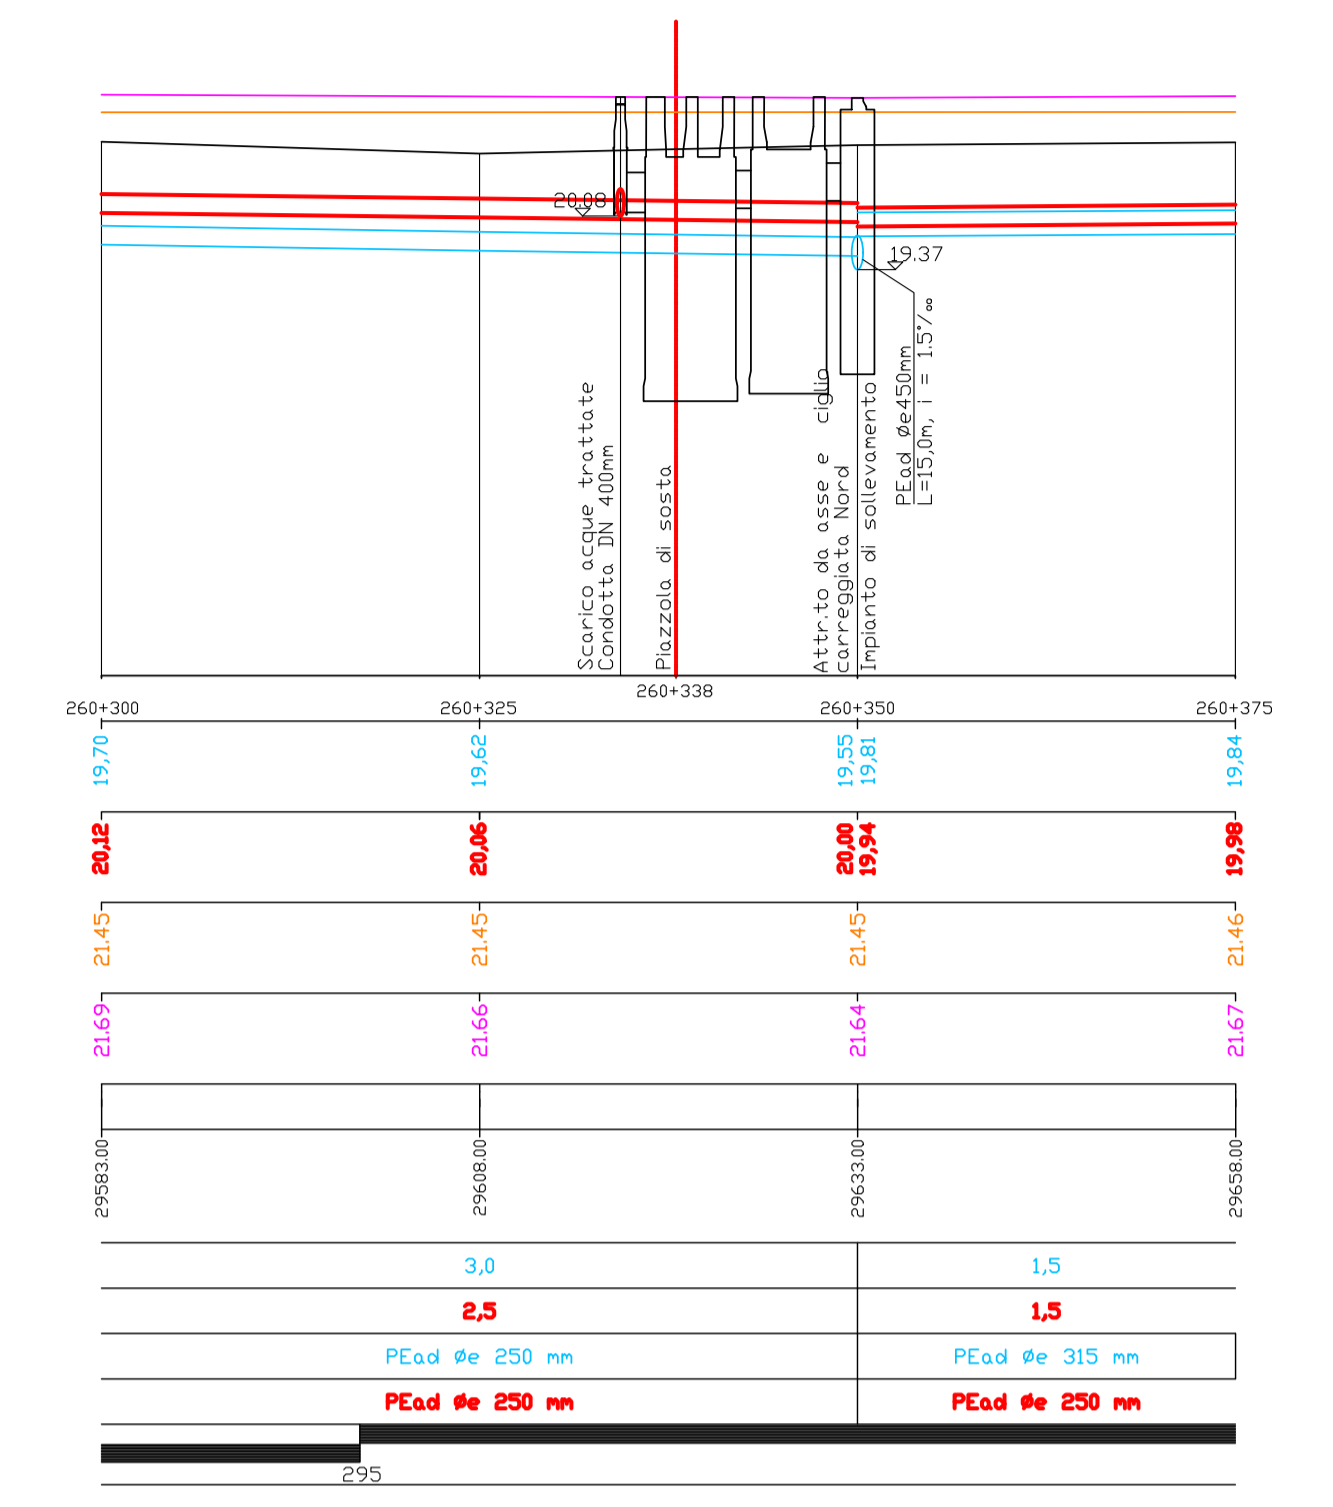 20.08
19.37
Scarico acque trattate
Condotta DN 400mm
Piazzola di sosta
Attr.to da asse e ciglio
carreggiata Nord
Impianto di sollevamento
PEad Øe450mm
L=15,0m, i = 1.5°/∞
260+338
260+300 260+325 260+350 260+375
19,70 19,62 19,55 19,81 19,84
20,12 20,06 20,00 19,94 19,98
21.45 21.45 21.45 21.46
21.69 21.66 21.64 21.67
29583.00 29608.00 29633.00 29658.00
3,0 1,5
2,5 1,5
PEad Øe 250 mm PEad Øe 315 mm
PEad Øe 250 mm PEad Øe 250 mm
295